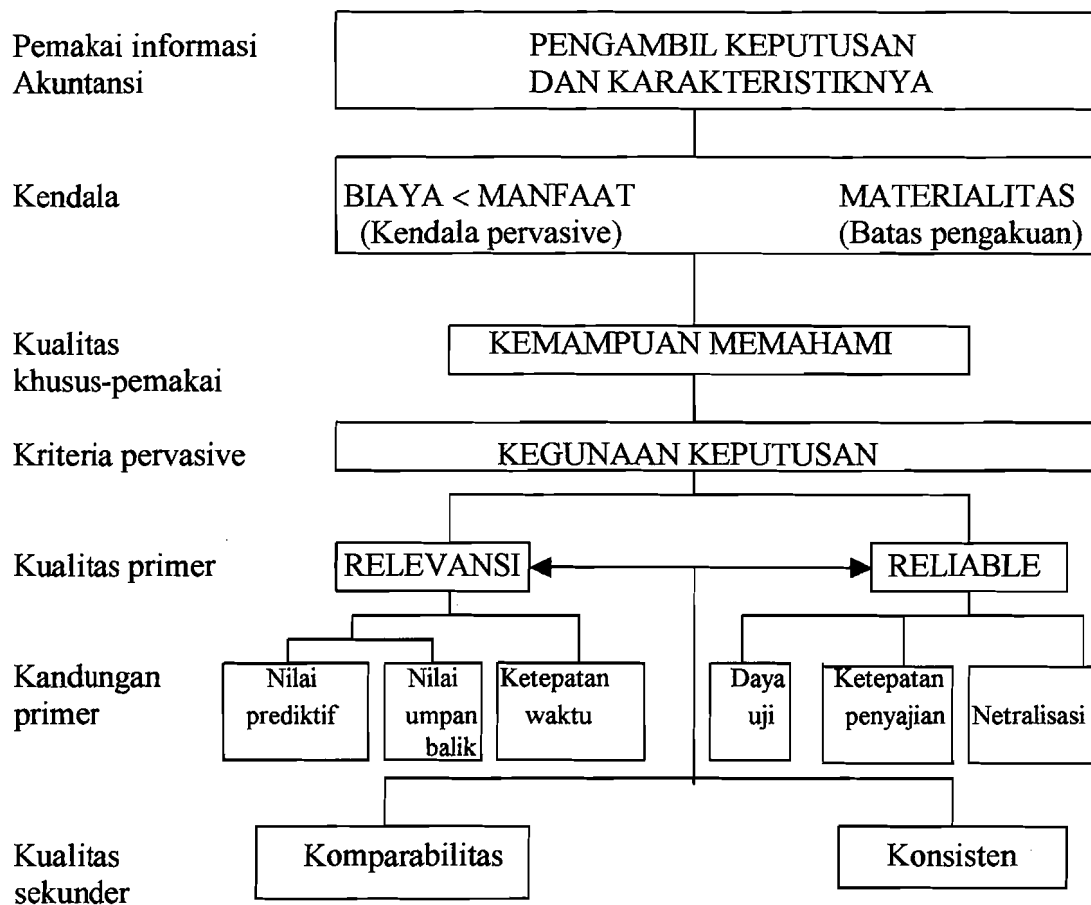 Pemakai informasi
Akuntansi
PENGAMBIL KEPUTUSAN
DAN KARAKTERISTIKNYA
Kendala
BIAYA < MANFAAT
(Kendala pervasive)
MATERIALITAS
(Batas pengakuan)
Kualitas
khusus-pemakai
KEMAMPUAN MEMAHAMI
Kriteria pervasive
KEGUNAAN KEPUTUSAN
Kualitas primer
RELEVANSI
RELIABLE
Kandungan
primer
Nilai
prediktif
Nilai
umpan
balik
Ketepatan
waktu
Daya
uji
Ketepatan
penyajian
Netralisasi
Kualitas
sekunder
Komparabilitas
Konsisten